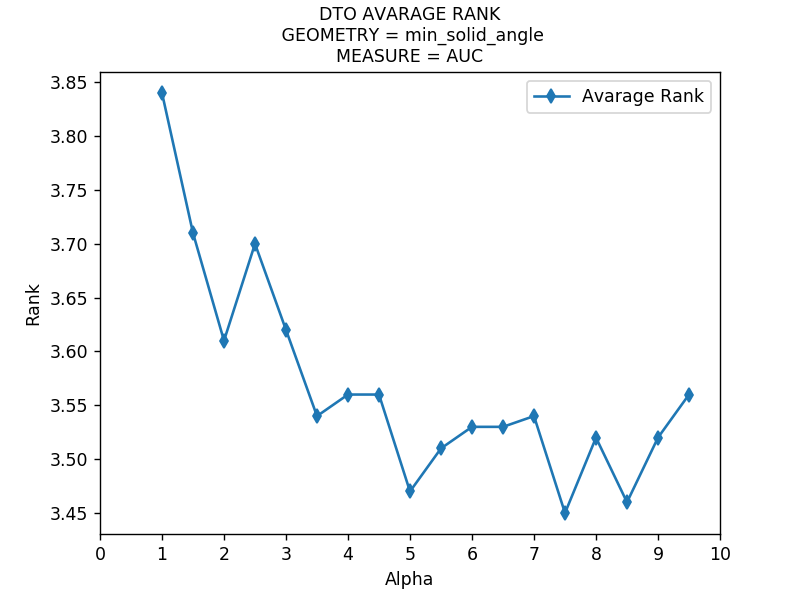 DTO AVARAGE RANK
GEOMETRY = min_solid_angle
MEASURE = AUC
Avarage Rank
3.85
3.80
3.75
3.70
3.65
3.60
3.55
3.50
3.45
Rank
0 1 2 3 4 5 6 7 8 9 10
Alpha